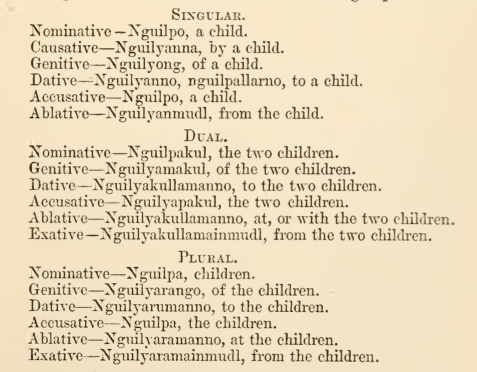 SINGULAR.
Nominative—Nguilpo, a child.
Causative—Nguilyanna, by a child.
Genitive—Nguilyong, of a child.
Dative—Nguilyanno, nguilpallarno, to a child.
Accusative—Nguilpo, a child.
Ablative—Nguilyanmudl, from the child.
DUAL.
Nominative—Nguilpakul, the two children.
Genitive—Nguilyamakul, of the two children.
Dative—Nguilyakullamanno, to the two children.
Accusative—Nguilyapakul, the two children.
Ablative—Nguilyakullamanno, at, or with the two children.
Exative—Nguilyakullamainmudl, from the two children.
PLURAL.
Nominative—Nguilpa, children.
Genitive—Nguilyarango, of the children.
Dative—Nguilyarumanno, to the children.
Accusative—Nguilpa, the children.
Ablative—Nguilyaramanno, at the children.
Exative—Nguilyaramainmudl, from the children.